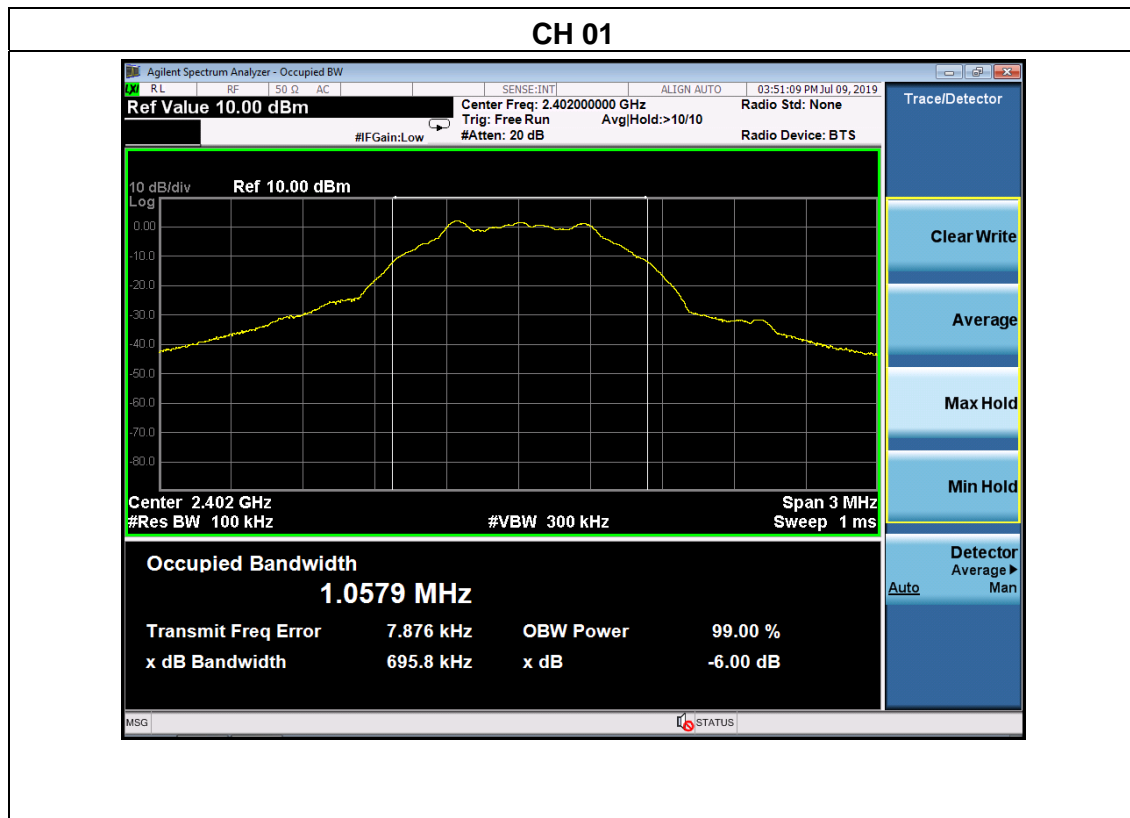 CH 01
Agilent Spectrum Analyzer - Occupied BW
LXI RL RF 50 Ω AC SENSE:INT ALIGN AUTO 03:51:09 PM Jul 09, 2019
Ref Value 10.00 dBm
Center Freq: 2.402000000 GHz
Radio Std: None
Trig: Free Run
Avg|Hold:>10/10
#IFGain:Low
#Atten: 20 dB
Radio Device: BTS
Trace/Detector
10 dB/div
Ref 10.00 dBm
Log
0.00
-10.0
-20.0
-30.0
-40.0
-50.0
-60.0
-70.0
-80.0
Center 2.402 GHz
Span 3 MHz
#Res BW 100 kHz
#VBW 300 kHz
Sweep 1 ms
Clear Write
Average
Max Hold
Min Hold
Detector
Average▶
Auto Man
Occupied Bandwidth
1.0579 MHz
Transmit Freq Error 7.876 kHz OBW Power 99.00 %
x dB Bandwidth 695.8 kHz x dB -6.00 dB
MSG STATUS